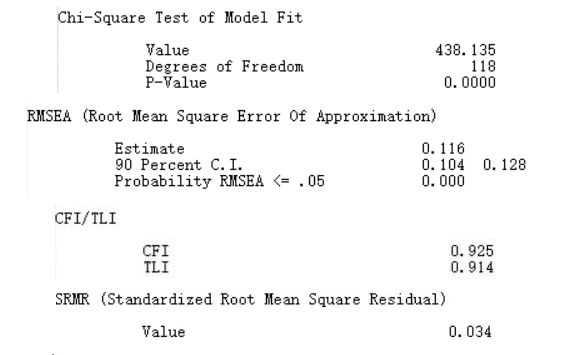 Chi-Square Test of Model Fit
Value 438.135
Degrees of Freedom 118
P-Value 0.0000
RMSEA (Root Mean Square Error Of Approximation)
Estimate 0.116
90 Percent C.I. 0.104 0.128
Probability RMSEA <= .05 0.000
CFI/TLI
CFI 0.925
TLI 0.914
SRMR (Standardized Root Mean Square Residual)
Value 0.034